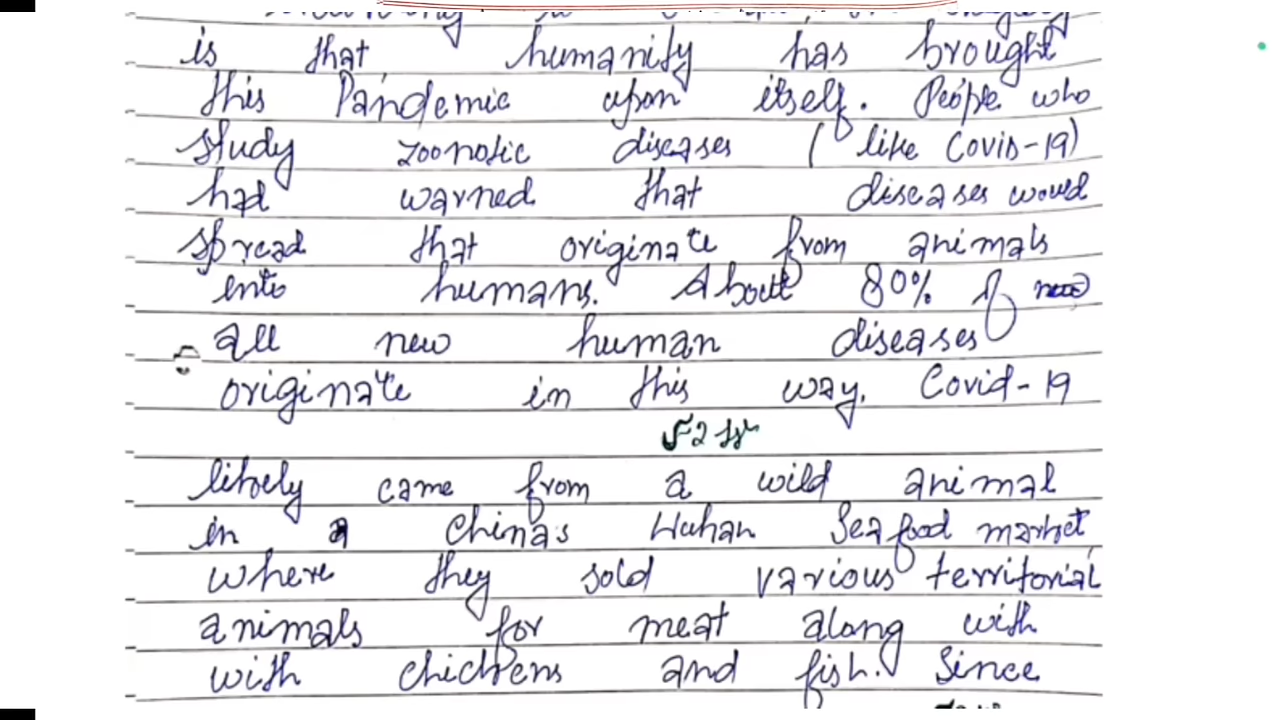 is that humanity has brought
this Pandemic upon itself. People who
study zoonotic diseases ( like Covid-19)
had warned that diseases would
spread that originate from animals
into humans. About 80% of
all new human diseases
originate in this way. Covid-19
likely came from a wild animal
in a China's Wuhan Seafood market,
where they sold various territorial
animals for meat along with
with chickens and fish. Since